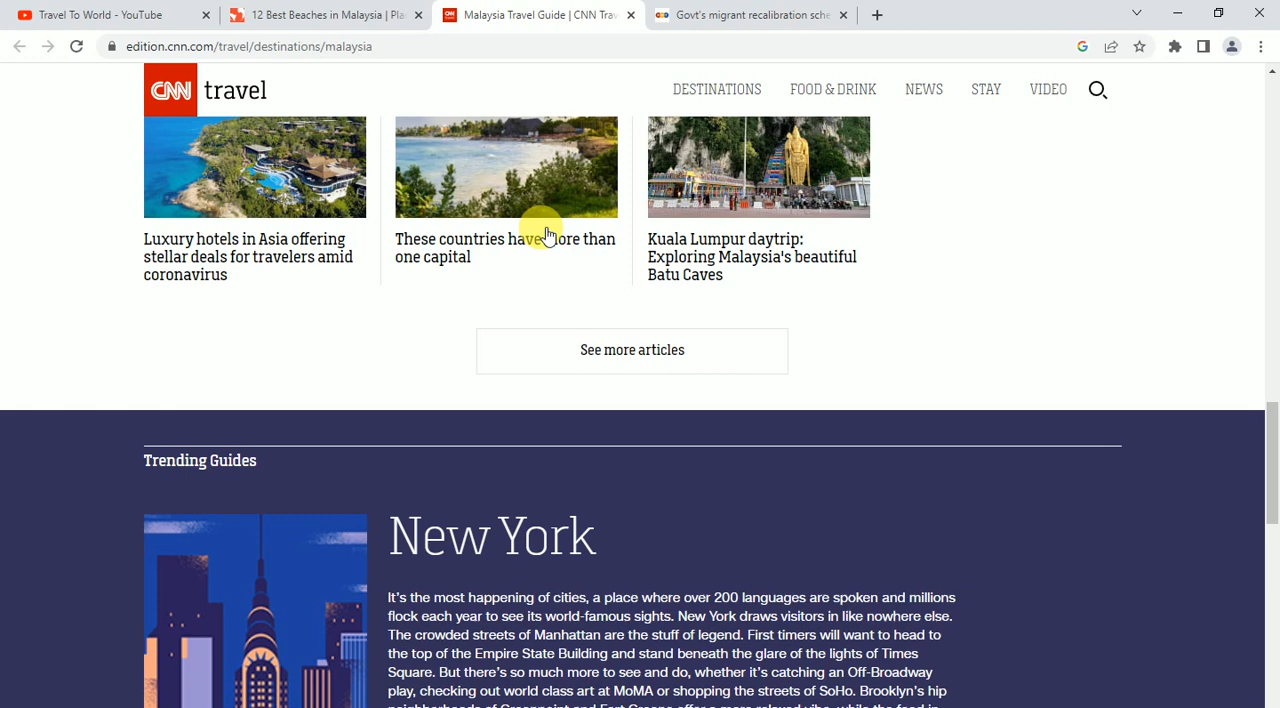 Travel To World - YouTube
12 Best Beaches in Malaysia | Pla
Malaysia Travel Guide | CNN Trav
Govt's migrant recalibration sche
edition.cnn.com/travel/destinations/malaysia
CNN travel
DESTINATIONS
FOOD & DRINK
NEWS
STAY
VIDEO
Luxury hotels in Asia offering
stellar deals for travelers amid
coronavirus
These countries have more than
one capital
Kuala Lumpur daytrip:
Exploring Malaysia's beautiful
Batu Caves
See more articles
Trending Guides
New York
It's the most happening of cities, a place where over 200 languages are spoken and millions
flock each year to see its world-famous sights. New York draws visitors in like nowhere else.
The crowded streets of Manhattan are the stuff of legend. First timers will want to head to
the top of the Empire State Building and stand beneath the glare of the lights of Times
Square. But there's so much more to see and do, whether it's catching an Off-Broadway
play, checking out world class art at MoMA or shopping the streets of SoHo. Brooklyn's hip